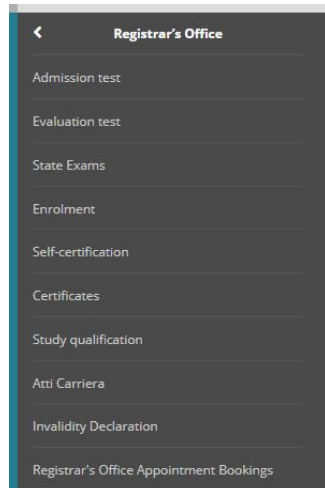 Registrar's Office
Admission test
Evaluation test
State Exams
Enrolment
Self-certification
Certificates
Study qualification
Atti Carriera
Invalidity Declaration
Registrar's Office Appointment Bookings